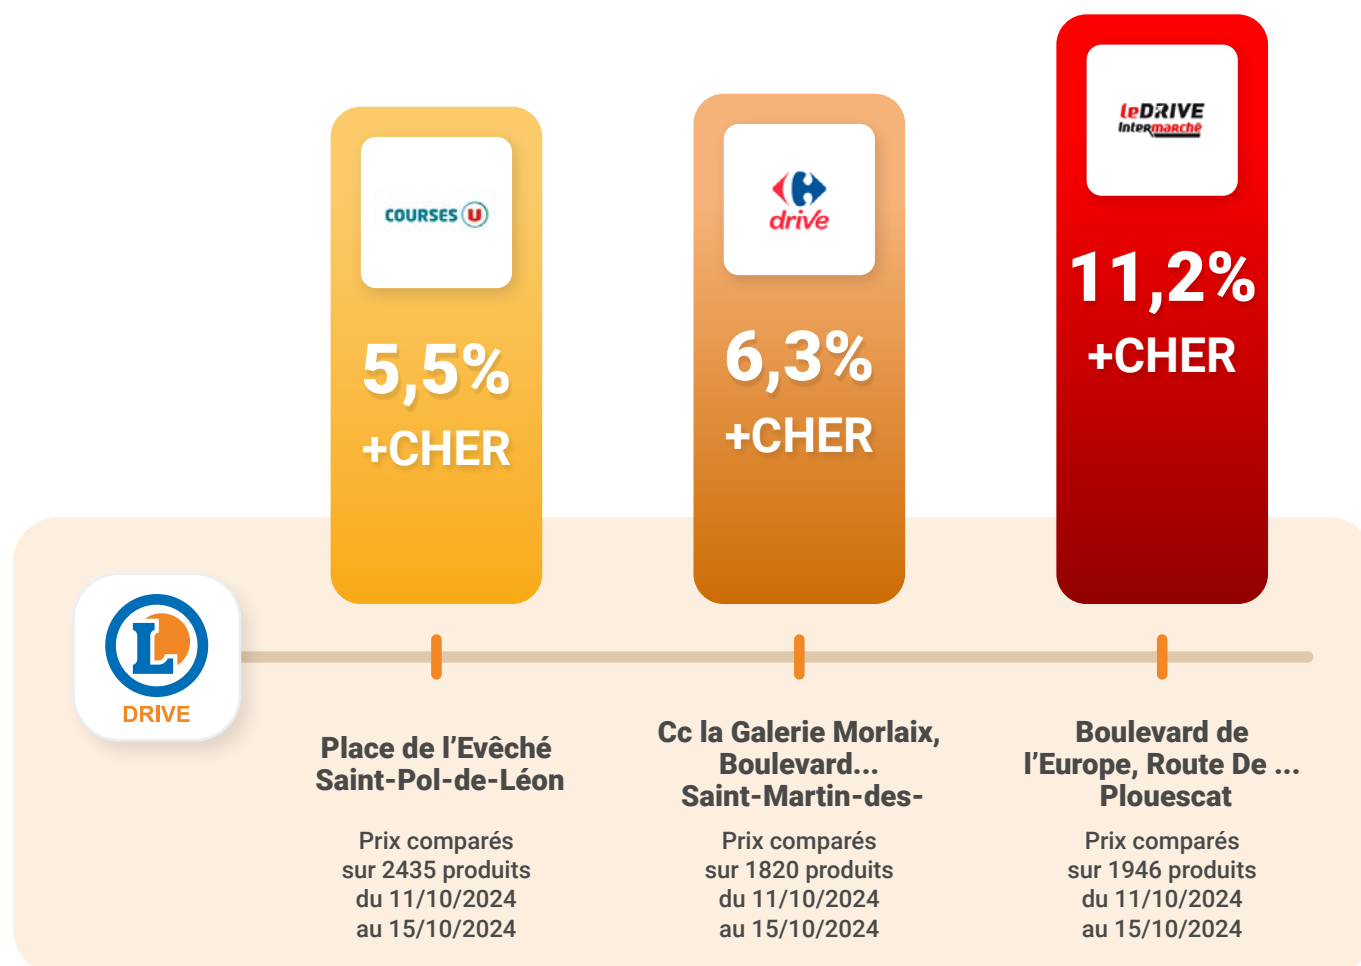 COURSES U
5,5%
+CHER
drive
6,3%
+CHER
leDRIVE
Intermarché
11,2%
+CHER
L
DRIVE
Place de l'Evêché
Saint-Pol-de-Léon
Prix comparés
sur 2435 produits
du 11/10/2024
au 15/10/2024
Cc la Galerie Morlaix,
Boulevard...
Saint-Martin-des-
Prix comparés
sur 1820 produits
du 11/10/2024
au 15/10/2024
Boulevard de
l'Europe, Route De ...
Plouescat
Prix comparés
sur 1946 produits
du 11/10/2024
au 15/10/2024